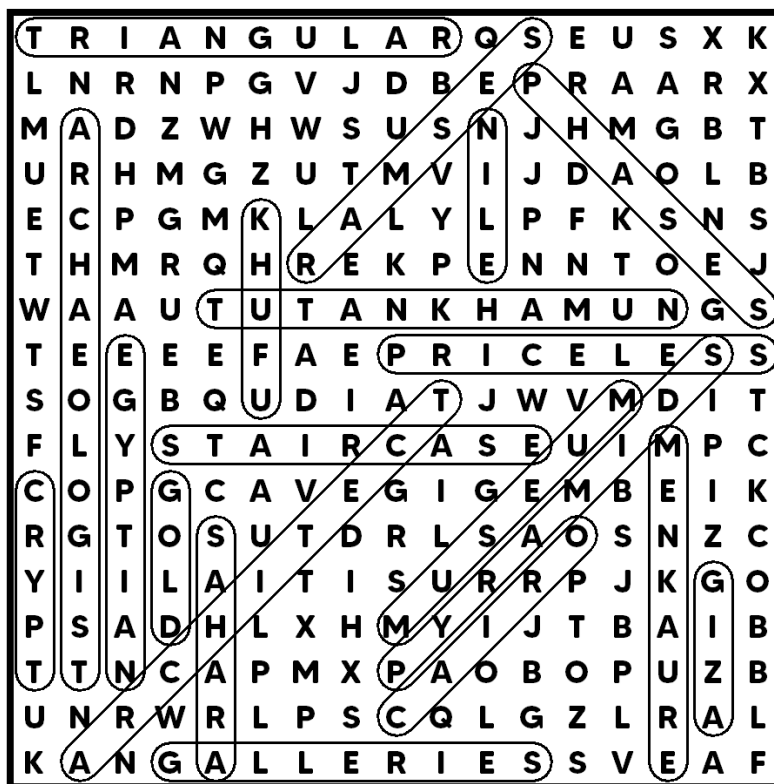 T R I A N G U L A R Q S E U S X K
L N R N P G V J D B E P R A A R X
M A D Z W H W S U S N J H M G B T
U R H M G Z U T M V I J D A O L B
E C P G M K L A L Y L P F K S N S
T H M R Q H R E K P E N N T O E J
W A A U T U T A N K H A M U N G S
T E E E E F A E P R I C E L E S S
S O G B Q U D I A T J W V M D I T
F L Y S T A I R C A S E U I M P C
C O P G C A V E G I G E M B E I K
R G T O S U T D R L S A O S N Z C
Y I I L A I T I S U R R P J K G O
P S A D H L X H M Y I J T B A I B
T T N C A P M X P A O B O P U Z B
U N R W R L P S C Q L G Z L R A L
K A N G A L L E R I E S S V E A F